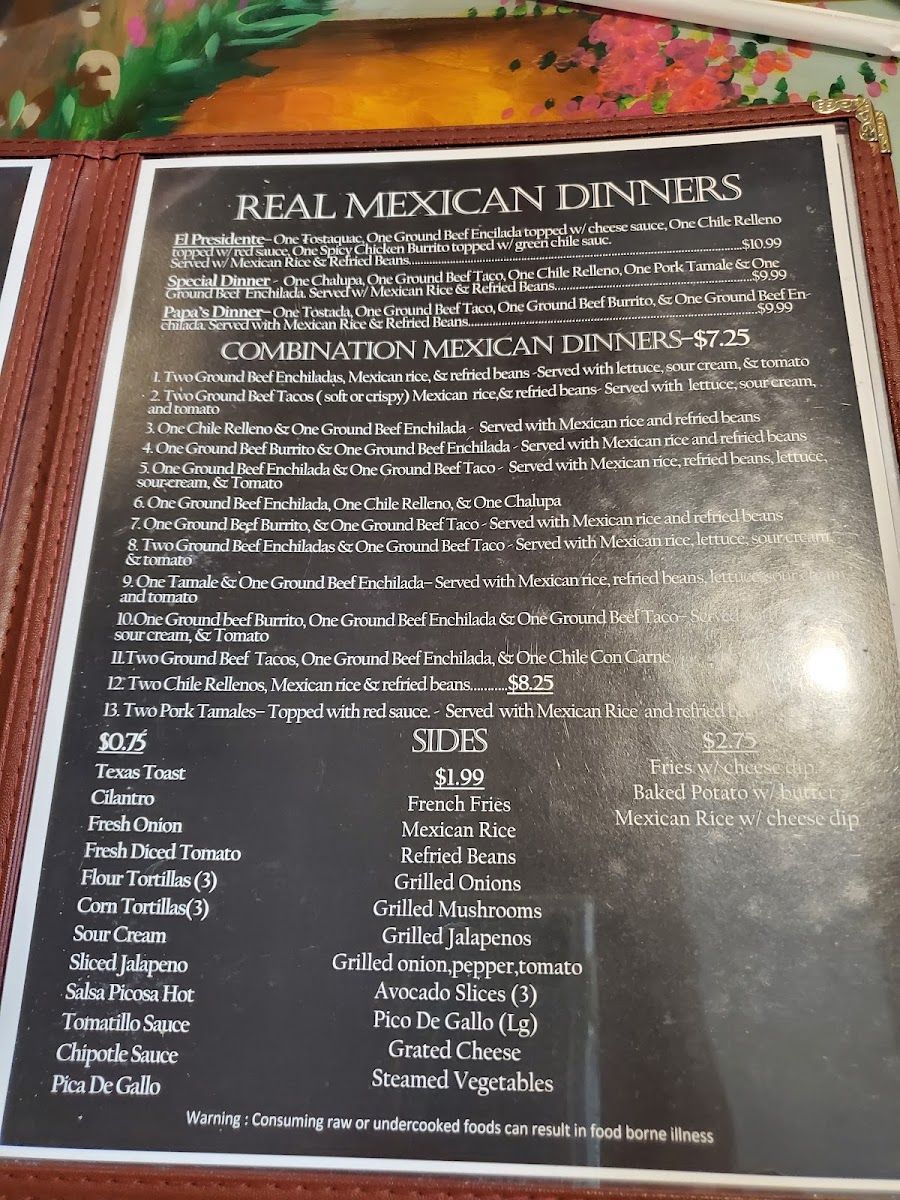 REAL MEXICAN DINNERS
El Presidente– One Tostaquac, One Ground Beef Encilada topped w/ cheese sauce, One Chile Relleno
topped w/ red sauce, One Spicy Chicken Burrito topped w/ green chile sauc.
Served w/ Mexican Rice & Refried Beans..........$10.99
Special Dinner - One Chalupa, One Ground Beef Taco, One Chile Relleno, One Pork Tamale & One
Ground Beef Enchilada. Served w/ Mexican Rice & Refried Beans..........$9.99
Papa's Dinner– One Tostada, One Ground Beef Taco, One Ground Beef Burrito, & One Ground Beef En-
chilada. Served with Mexican Rice & Refried Beans..........$9.99
COMBINATION MEXICAN DINNERS–$7.25
1. Two Ground Beef Enchiladas, Mexican rice, & refried beans -Served with lettuce, sour cream, & tomato
2. Two Ground Beef Tacos ( soft or crispy) Mexican rice,& refried beans- Served with lettuce, sour cream,
and tomato
3. One Chile Relleno & One Ground Beef Enchilada - Served with Mexican rice and refried beans
4. One Ground Beef Burrito & One Ground Beef Enchilada - Served with Mexican rice and refried beans
5. One Ground Beef Enchilada & One Ground Beef Taco - Served with Mexican rice, refried beans, lettuce,
sour-cream, & Tomato
6. One Ground Beef Enchilada, One Chile Relleno, & One Chalupa
7. One Ground Beef Burrito, & One Ground Beef Taco - Served with Mexican rice and refried beans
8. Two Ground Beef Enchiladas & One Ground Beef Taco - Served with Mexican rice, lettuce, sour cream,
& tomato
9. One Tamale & One Ground Beef Enchilada– Served with Mexican rice, refried beans, lettuce, sour cream
and tomato
10.One Ground beef Burrito, One Ground Beef Enchilada & One Ground Beef Taco– Served
sour cream, & Tomato
11.Two Ground Beef Tacos, One Ground Beef Enchilada, & One Chile Con Carne
12. Two Chile Rellenos, Mexican rice & refried beans...........$8.25
13. Two Pork Tamales– Topped with red sauce. - Served with Mexican Rice and refried
SIDES
$0.75
Texas Toast
Cilantro
Fresh Onion
Fresh Diced Tomato
Flour Tortillas (3)
Corn Tortillas(3)
Sour Cream
Sliced Jalapeno
Salsa Picosa Hot
Tomatillo Sauce
Chipotle Sauce
Pica De Gallo
$1.99
French Fries
Mexican Rice
Refried Beans
Grilled Onions
Grilled Mushrooms
Grilled Jalapenos
Grilled onion,pepper,tomato
Avocado Slices (3)
Pico De Gallo (Lg)
Grated Cheese
Steamed Vegetables
$2.75
Fries w/ cheese dip
Baked Potato w/ butter
Mexican Rice w/ cheese dip
Warning : Consuming raw or undercooked foods can result in food borne illness